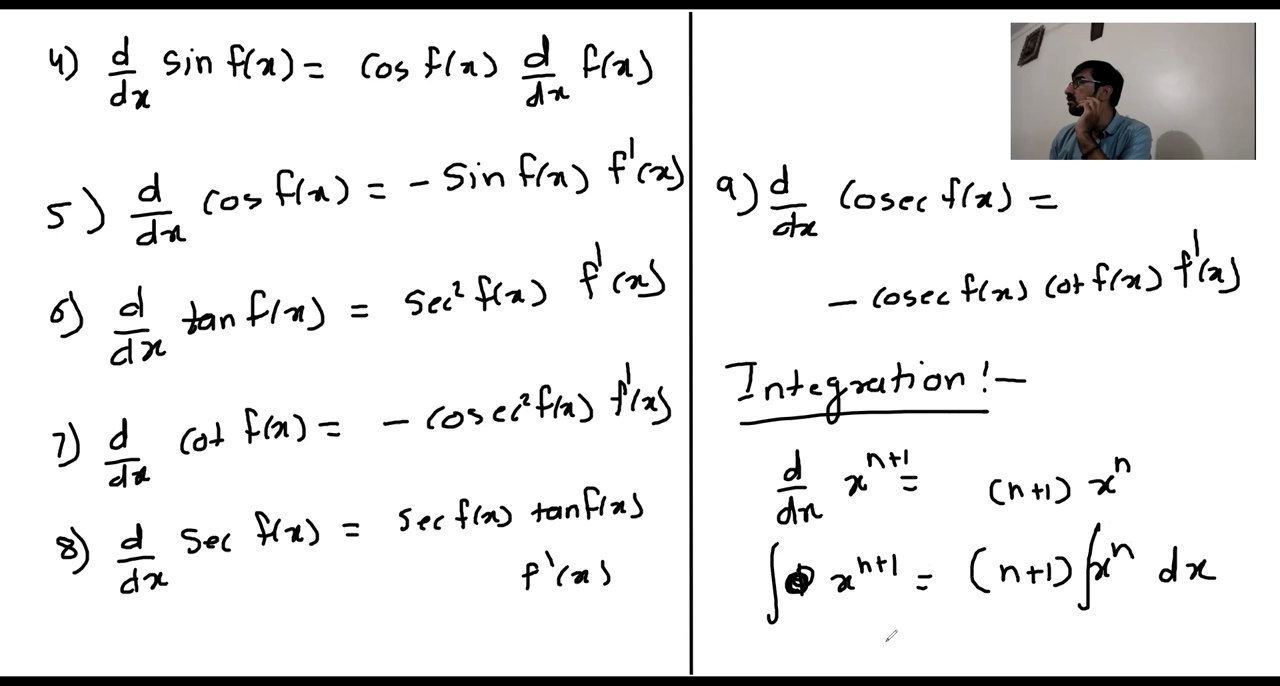 4) d/dx sin f(x) = cos f(x) d/dx f(x)
5) d/dx cos f(x) = - sin f(x) f'(x)
6) d/dx tan f(x) = sec² f(x) f'(x)
7) d/dx cot f(x) = - cosec² f(x) f'(x)
8) d/dx sec f(x) = sec f(x) tan f(x)
f'(x)
9) d/dx cosec f(x) =
- cosec f(x) cot f(x) f'(x)
Integration :-
d/dx x^{n+1} = (n+1) x^n
∫ x^{n+1} = (n+1) ∫ x^n dx